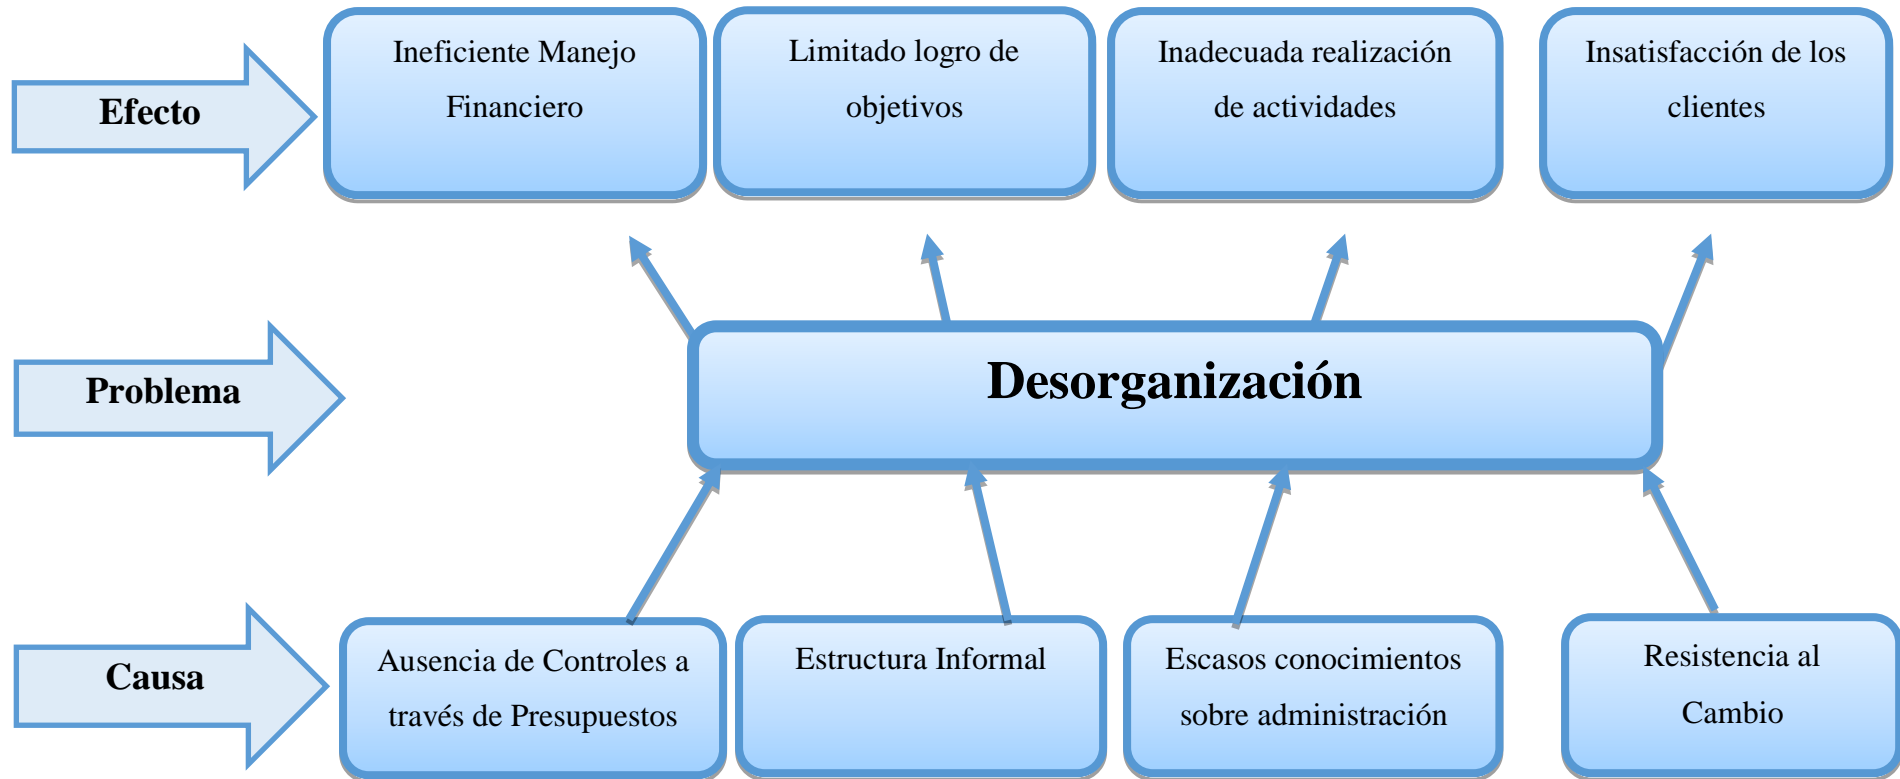 Efecto
Ineficiente Manejo
Financiero
Limitado logro de
objetivos
Inadecuada realización
de actividades
Insatisfacción de los
clientes
Problema
Desorganización
Causa
Ausencia de Controles a
través de Presupuestos
Estructura Informal
Escasos conocimientos
sobre administración
Resistencia al
Cambio